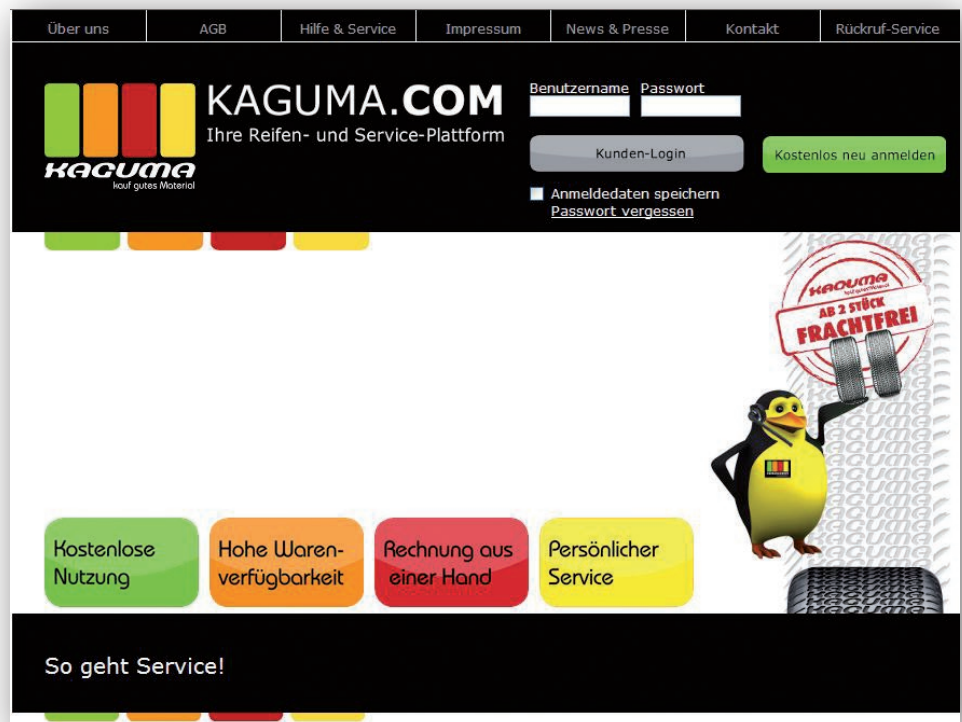 Über uns
AGB
Hilfe & Service
Impressum
News & Presse
Kontakt
Rückruf-Service
KAGUMA.COM
Ihre Reifen- und Service-Plattform
KAGUMA
kauf gutes Material
Benutzername Passwort
Kunden-Login
Kostenlos neu anmelden
Anmeldedaten speichern
Passwort vergessen
KAGUMA
AB 2 STÜCK
FRACHTFREI
Kostenlose
Nutzung
Hohe Waren-
verfügbarkeit
Rechnung aus
einer Hand
Persönlicher
Service
So geht Service!